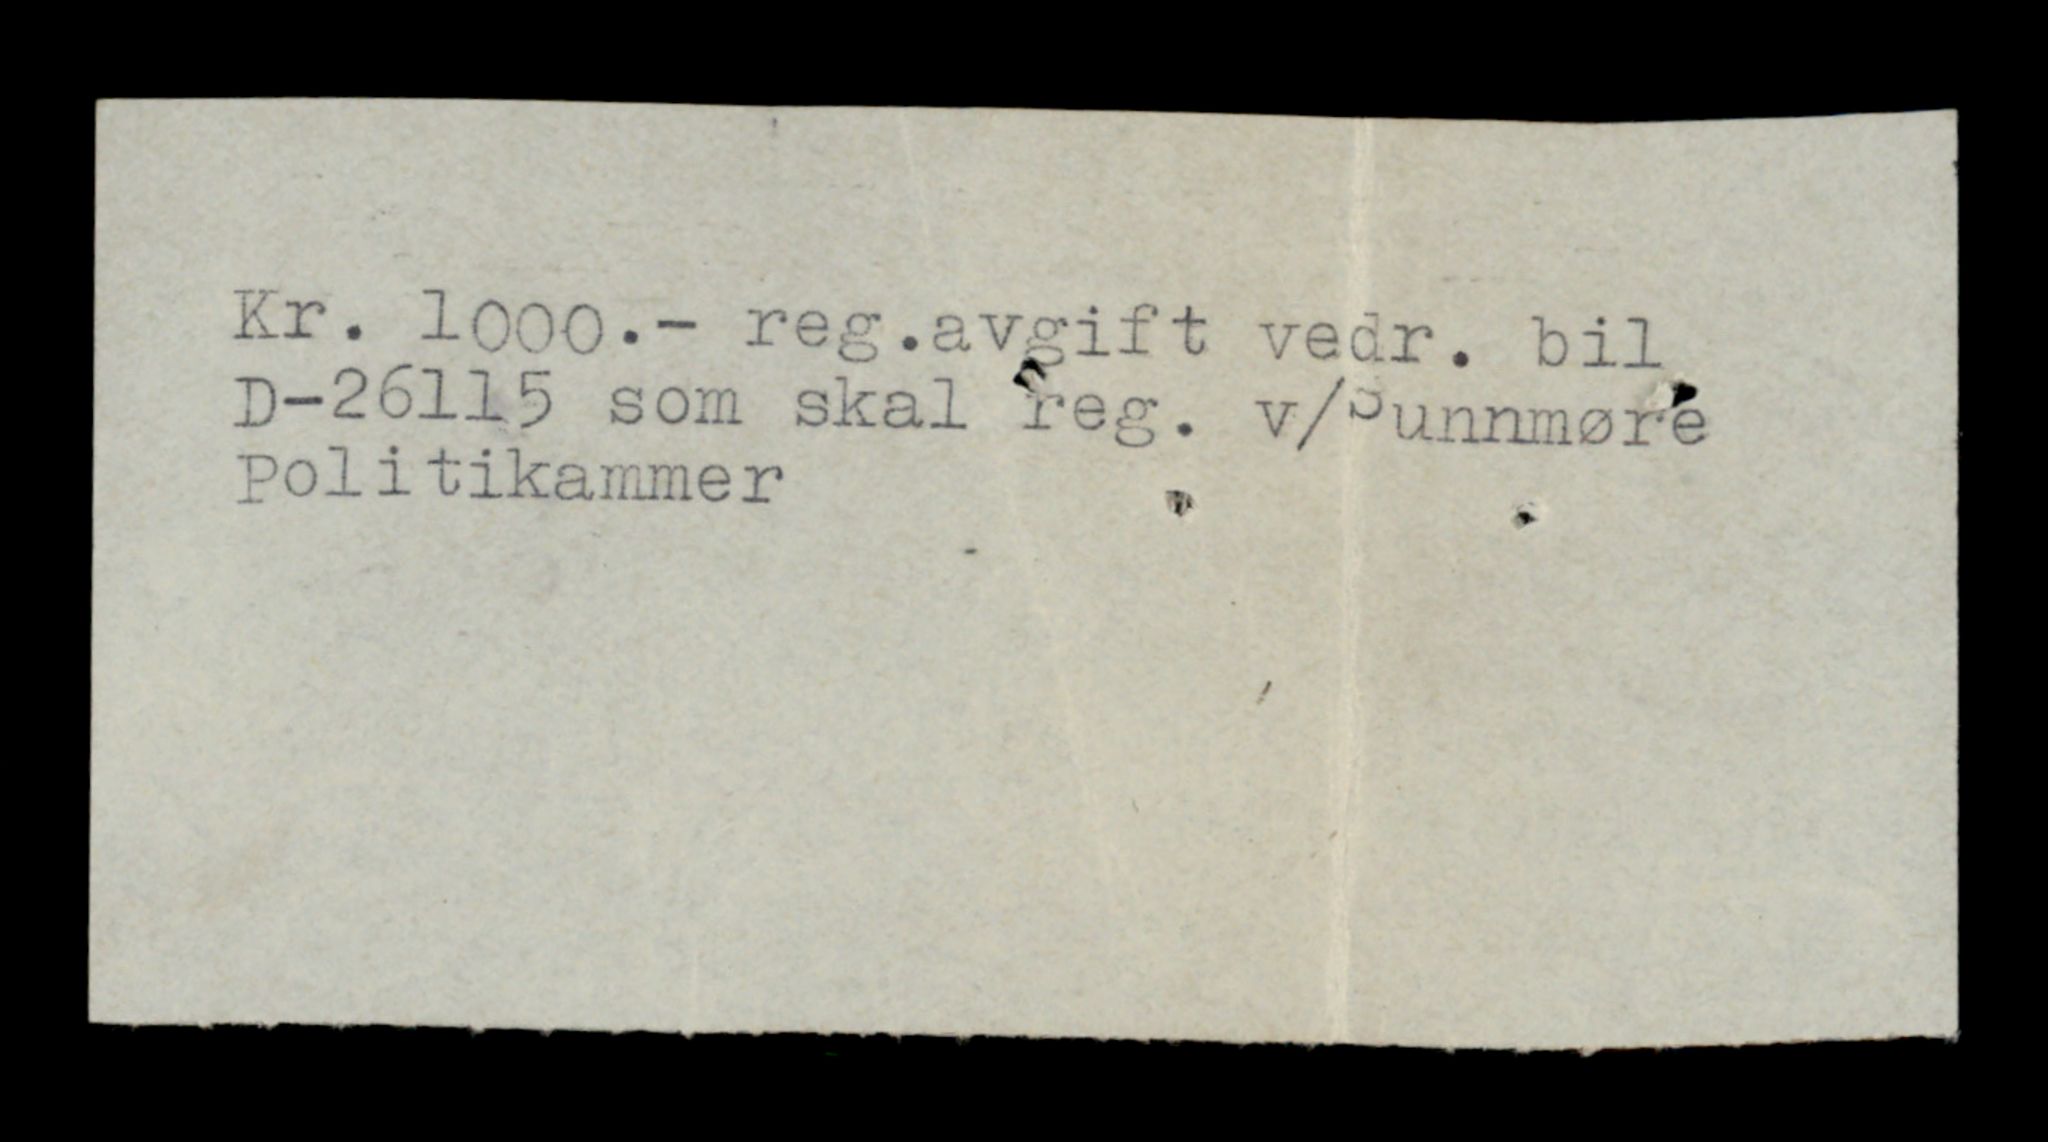 Kr. 1000.- reg.avgift vedr. bil
D-26115 som skal reg. v/Sunnmøre
Politikammer